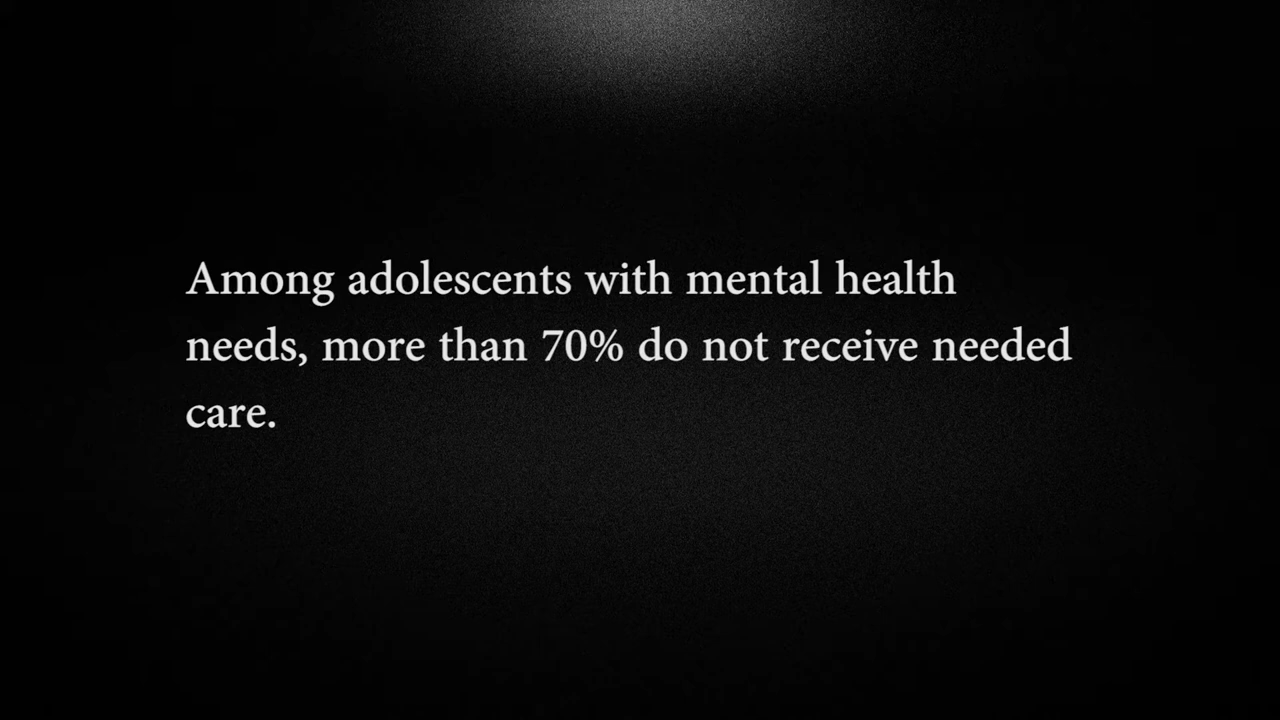 Among adolescents with mental health
needs, more than 70% do not receive needed
care.